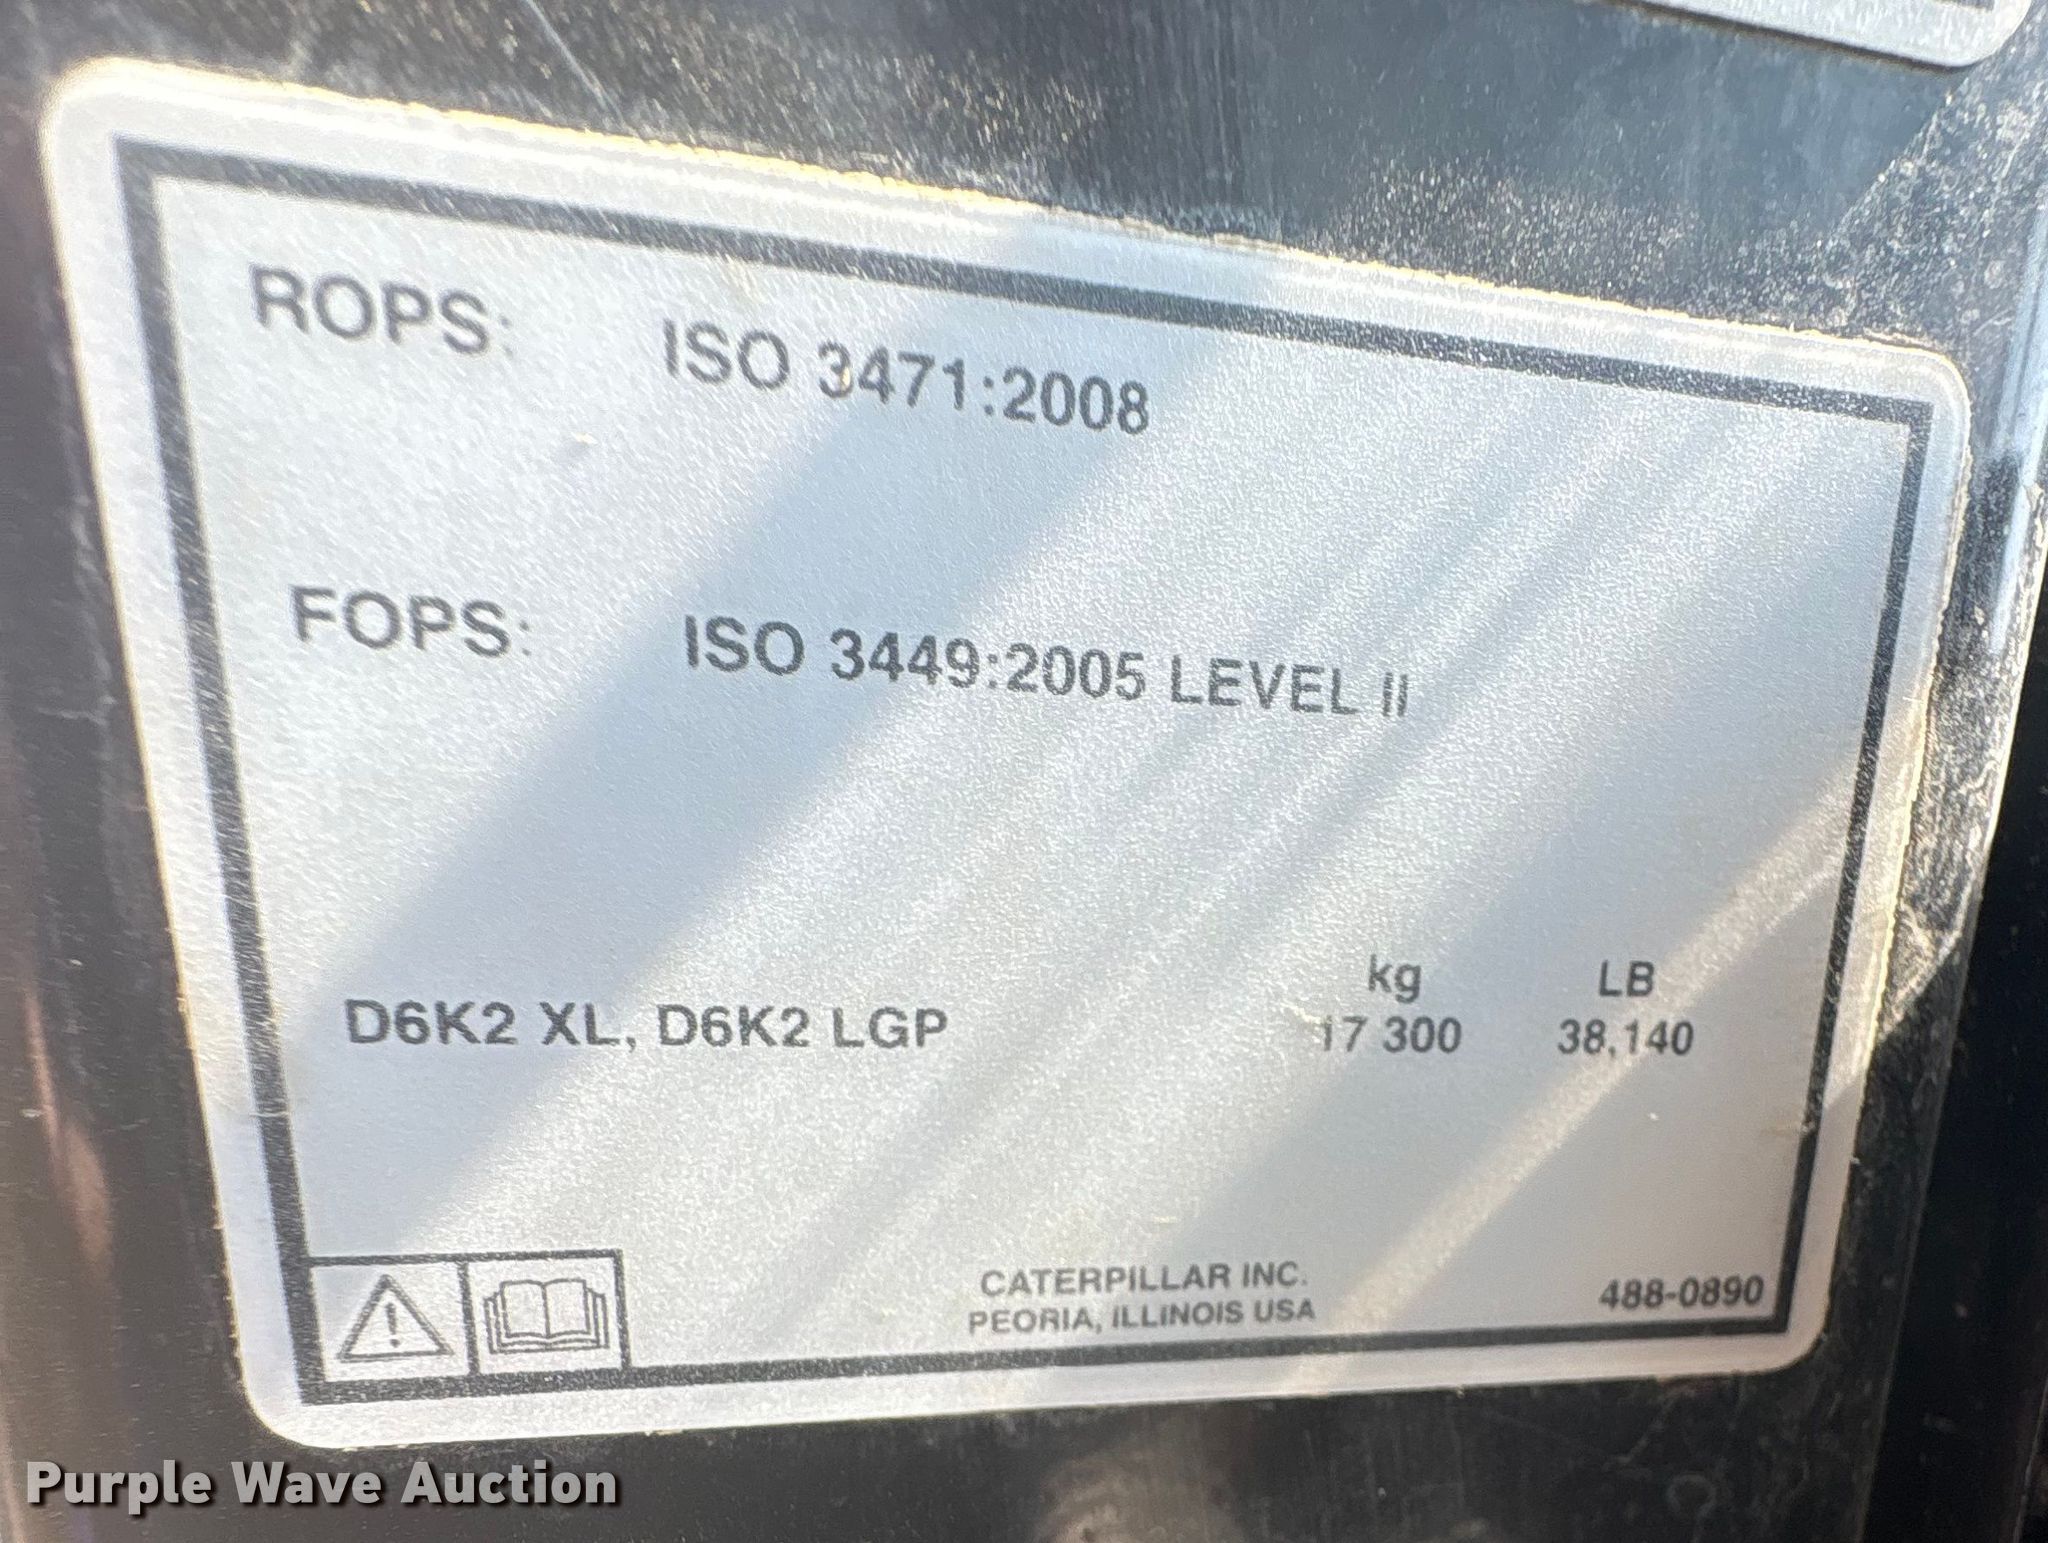 ROPS: ISO 3471:2008
FOPS: ISO 3449:2005 LEVEL II
kg LB
D6K2 XL, D6K2 LGP 17 300 38,140
CATERPILLAR INC.
PEORIA, ILLINOIS USA
488-0890
Purple Wave Auction